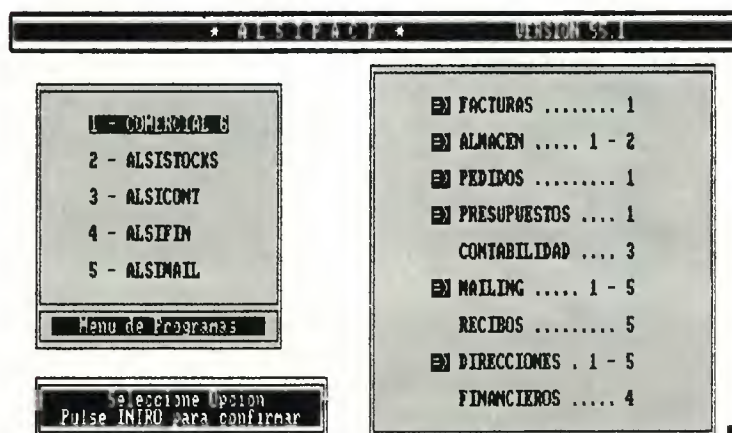 * A L S I P A C K * VERSION 55.1
1 - COMERCIAL 6
2 - ALSISTOCKS
3 - ALSICONT
4 - ALSIFIN
5 - ALSIMAIL
Menu de Programas
Seleccione Opcion
Pulse INTRO para confirmar
FACTURAS ........ 1
ALMACEN ..... 1 - 2
PEDIDOS ......... 1
PRESUPUESTOS .... 1
CONTABILIDAD .... 3
MAILING ..... 1 - 5
RECIBOS ......... 5
DIRECCIONES . 1 - 5
FINANCIEROS ..... 4